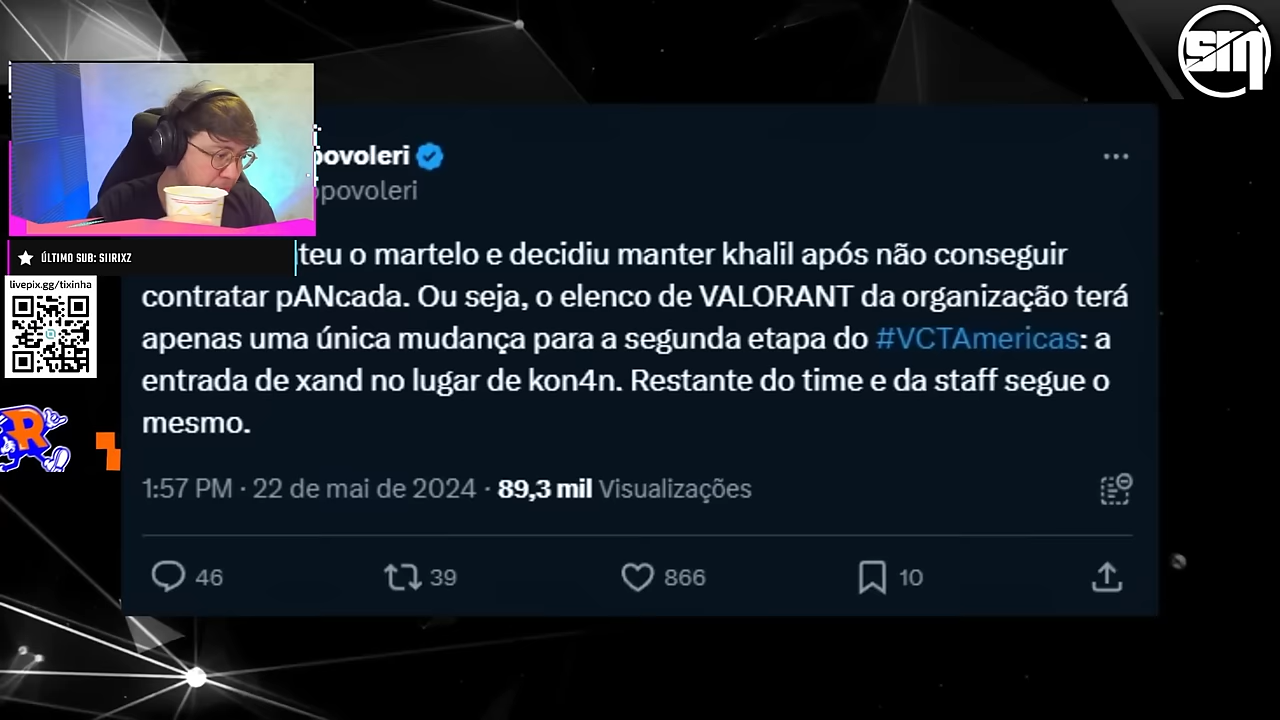 sm
povoleri
povoleri
ÚLTIMO SUB: SIIRIXZ
livepix.gg/tixinha
teu o martelo e decidiu manter khalil após não conseguir
contratar pANcada. Ou seja, o elenco de VALORANT da organização terá
apenas uma única mudança para a segunda etapa do #VCTAmericas: a
entrada de xand no lugar de kon4n. Restante do time e da staff segue o
mesmo.
1:57 PM · 22 de mai de 2024 · 89,3 mil Visualizações
R
46 39 866 10